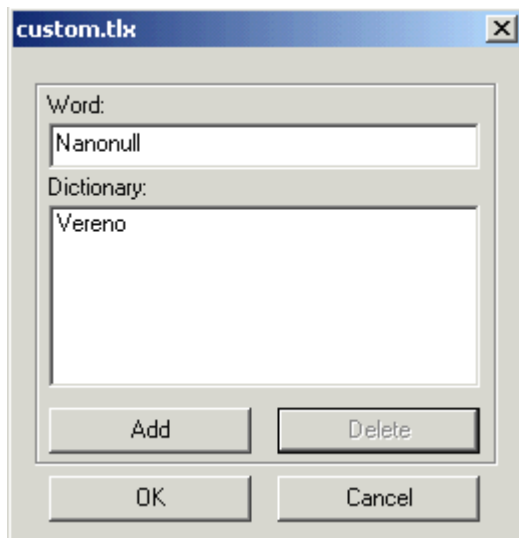 custom.tlx
Word:
Nanonull
Dictionary:
Vereno
Add Delete
OK Cancel